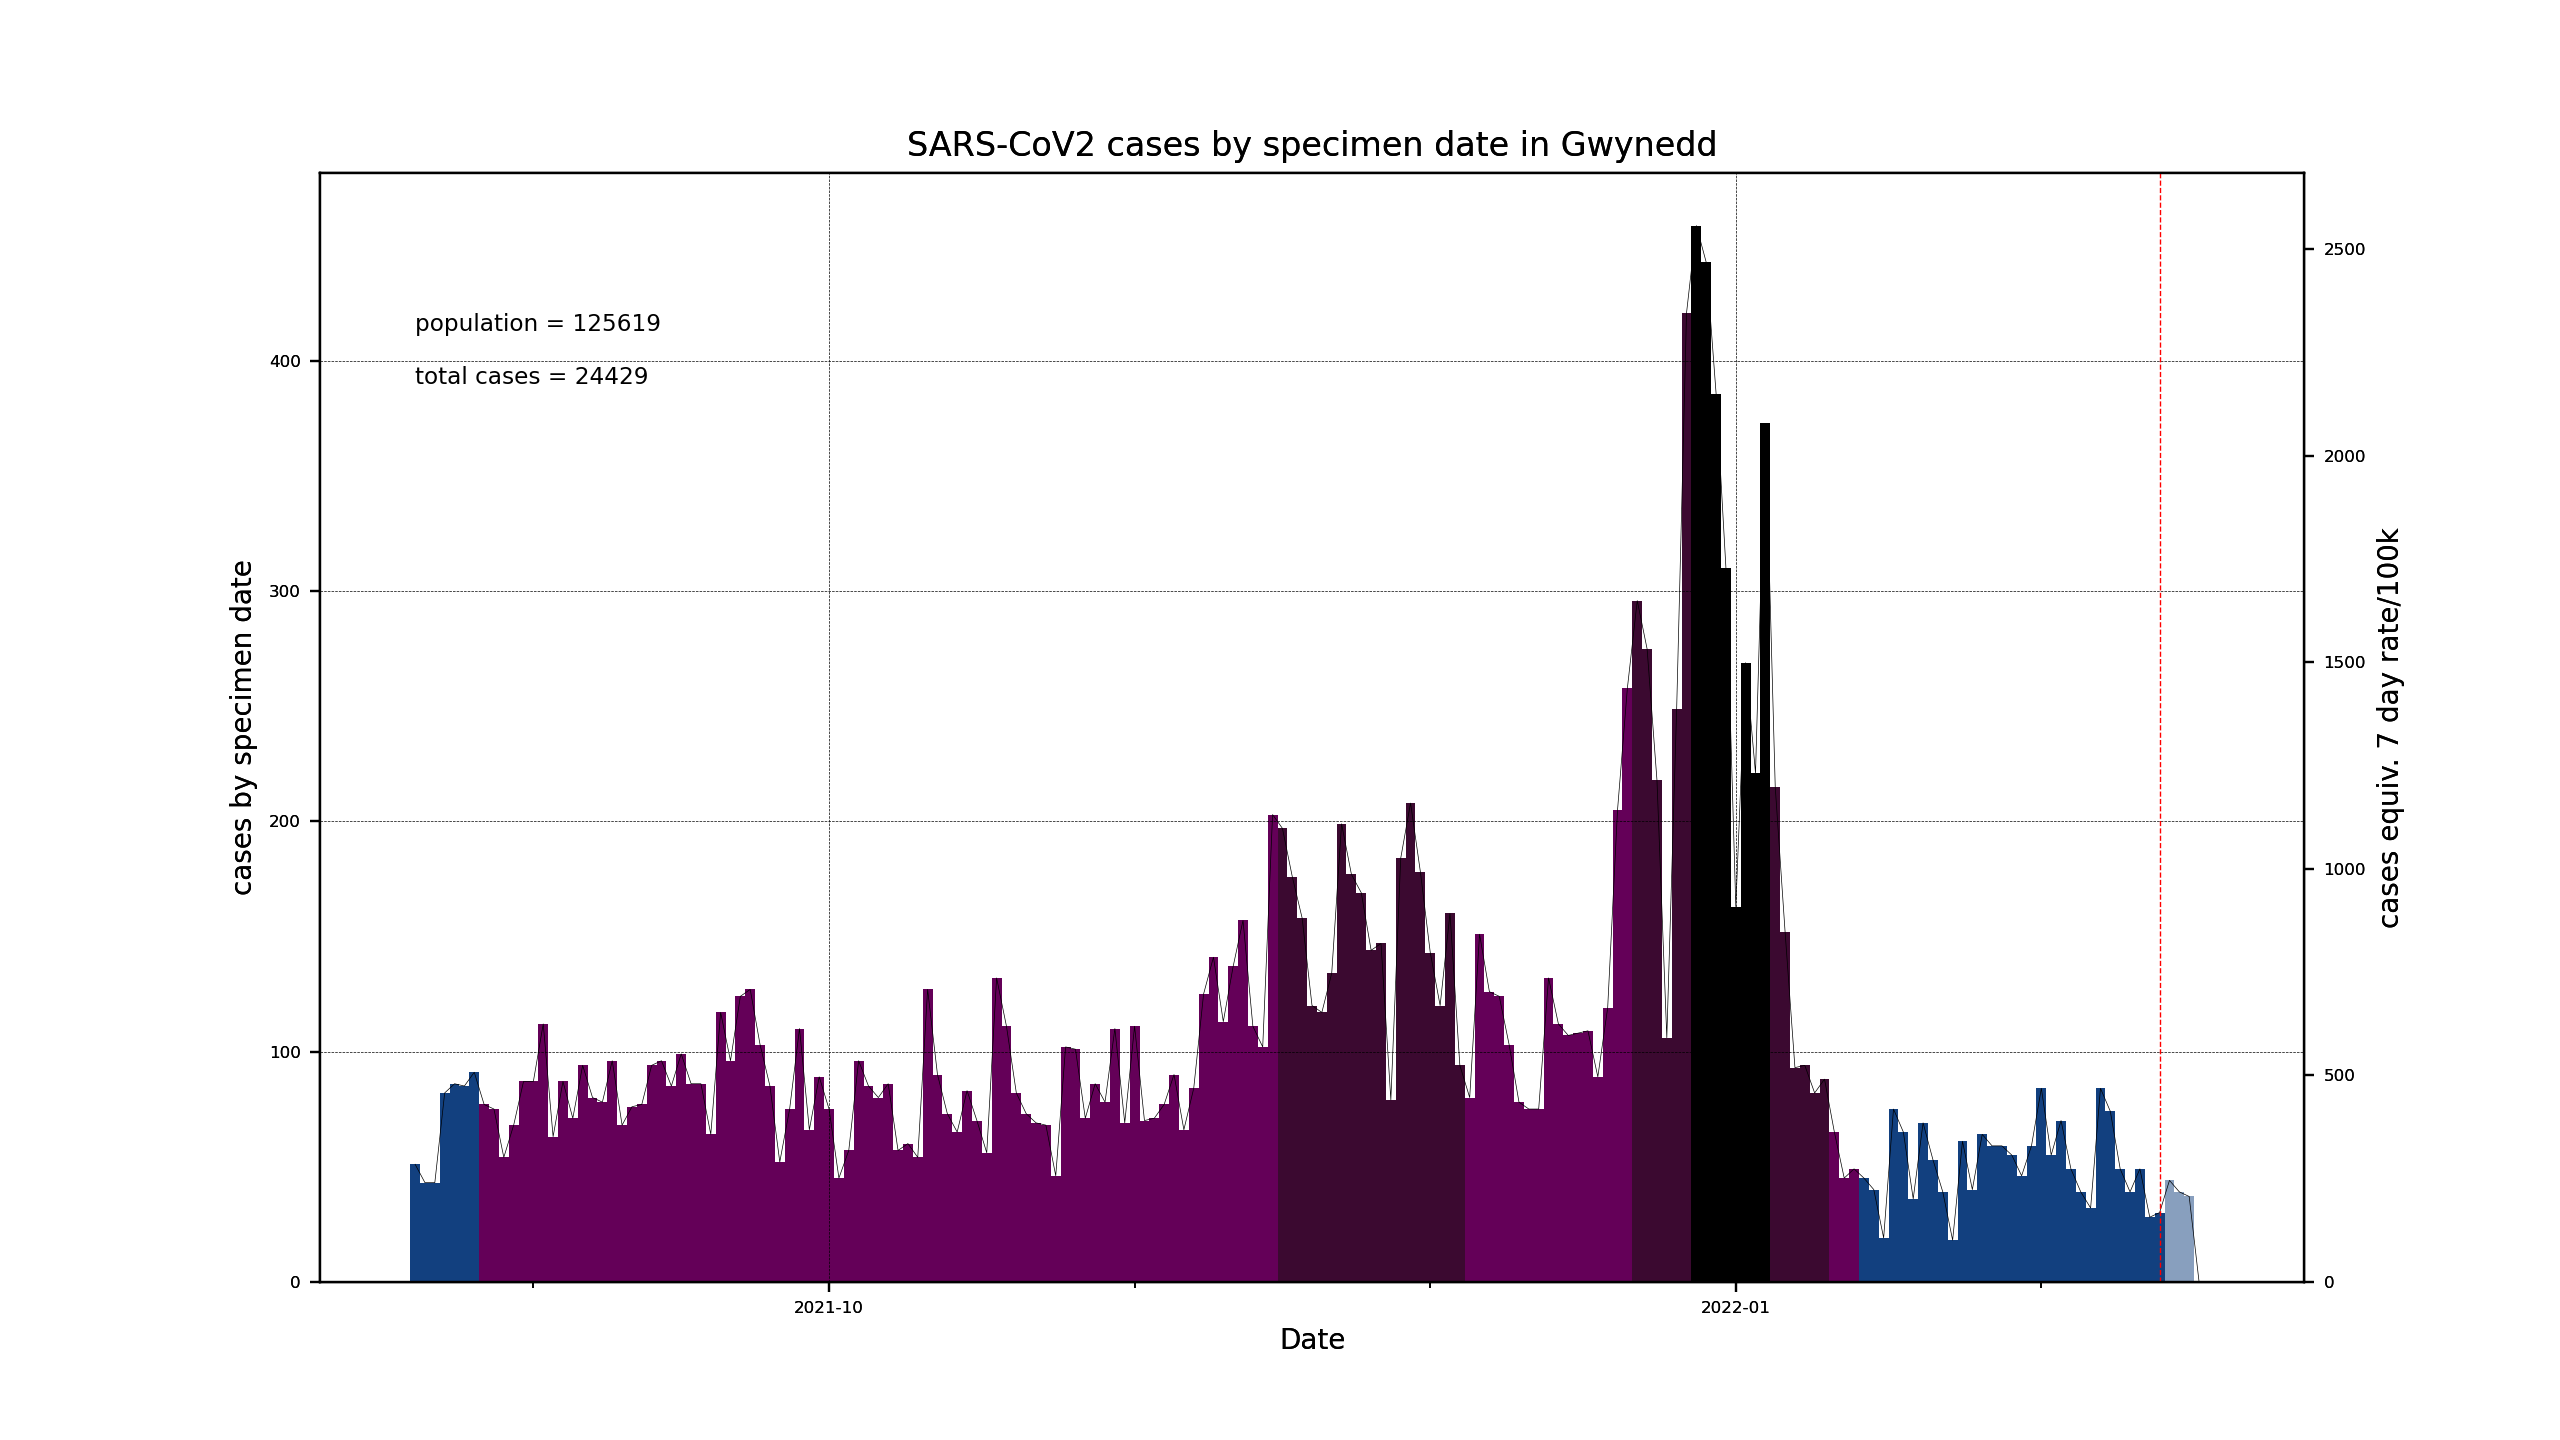 SARS-CoV2 cases by specimen date in Gwynedd
population = 125619
total cases = 24429
cases by specimen date
400
300
200
100
0
2500
2000
1500
1000
500
0
cases equiv. 7 day rate/100k
2021-10
2022-01
Date